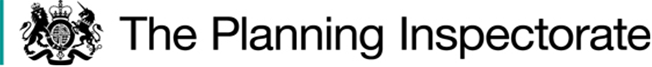 The Planning Inspectorate